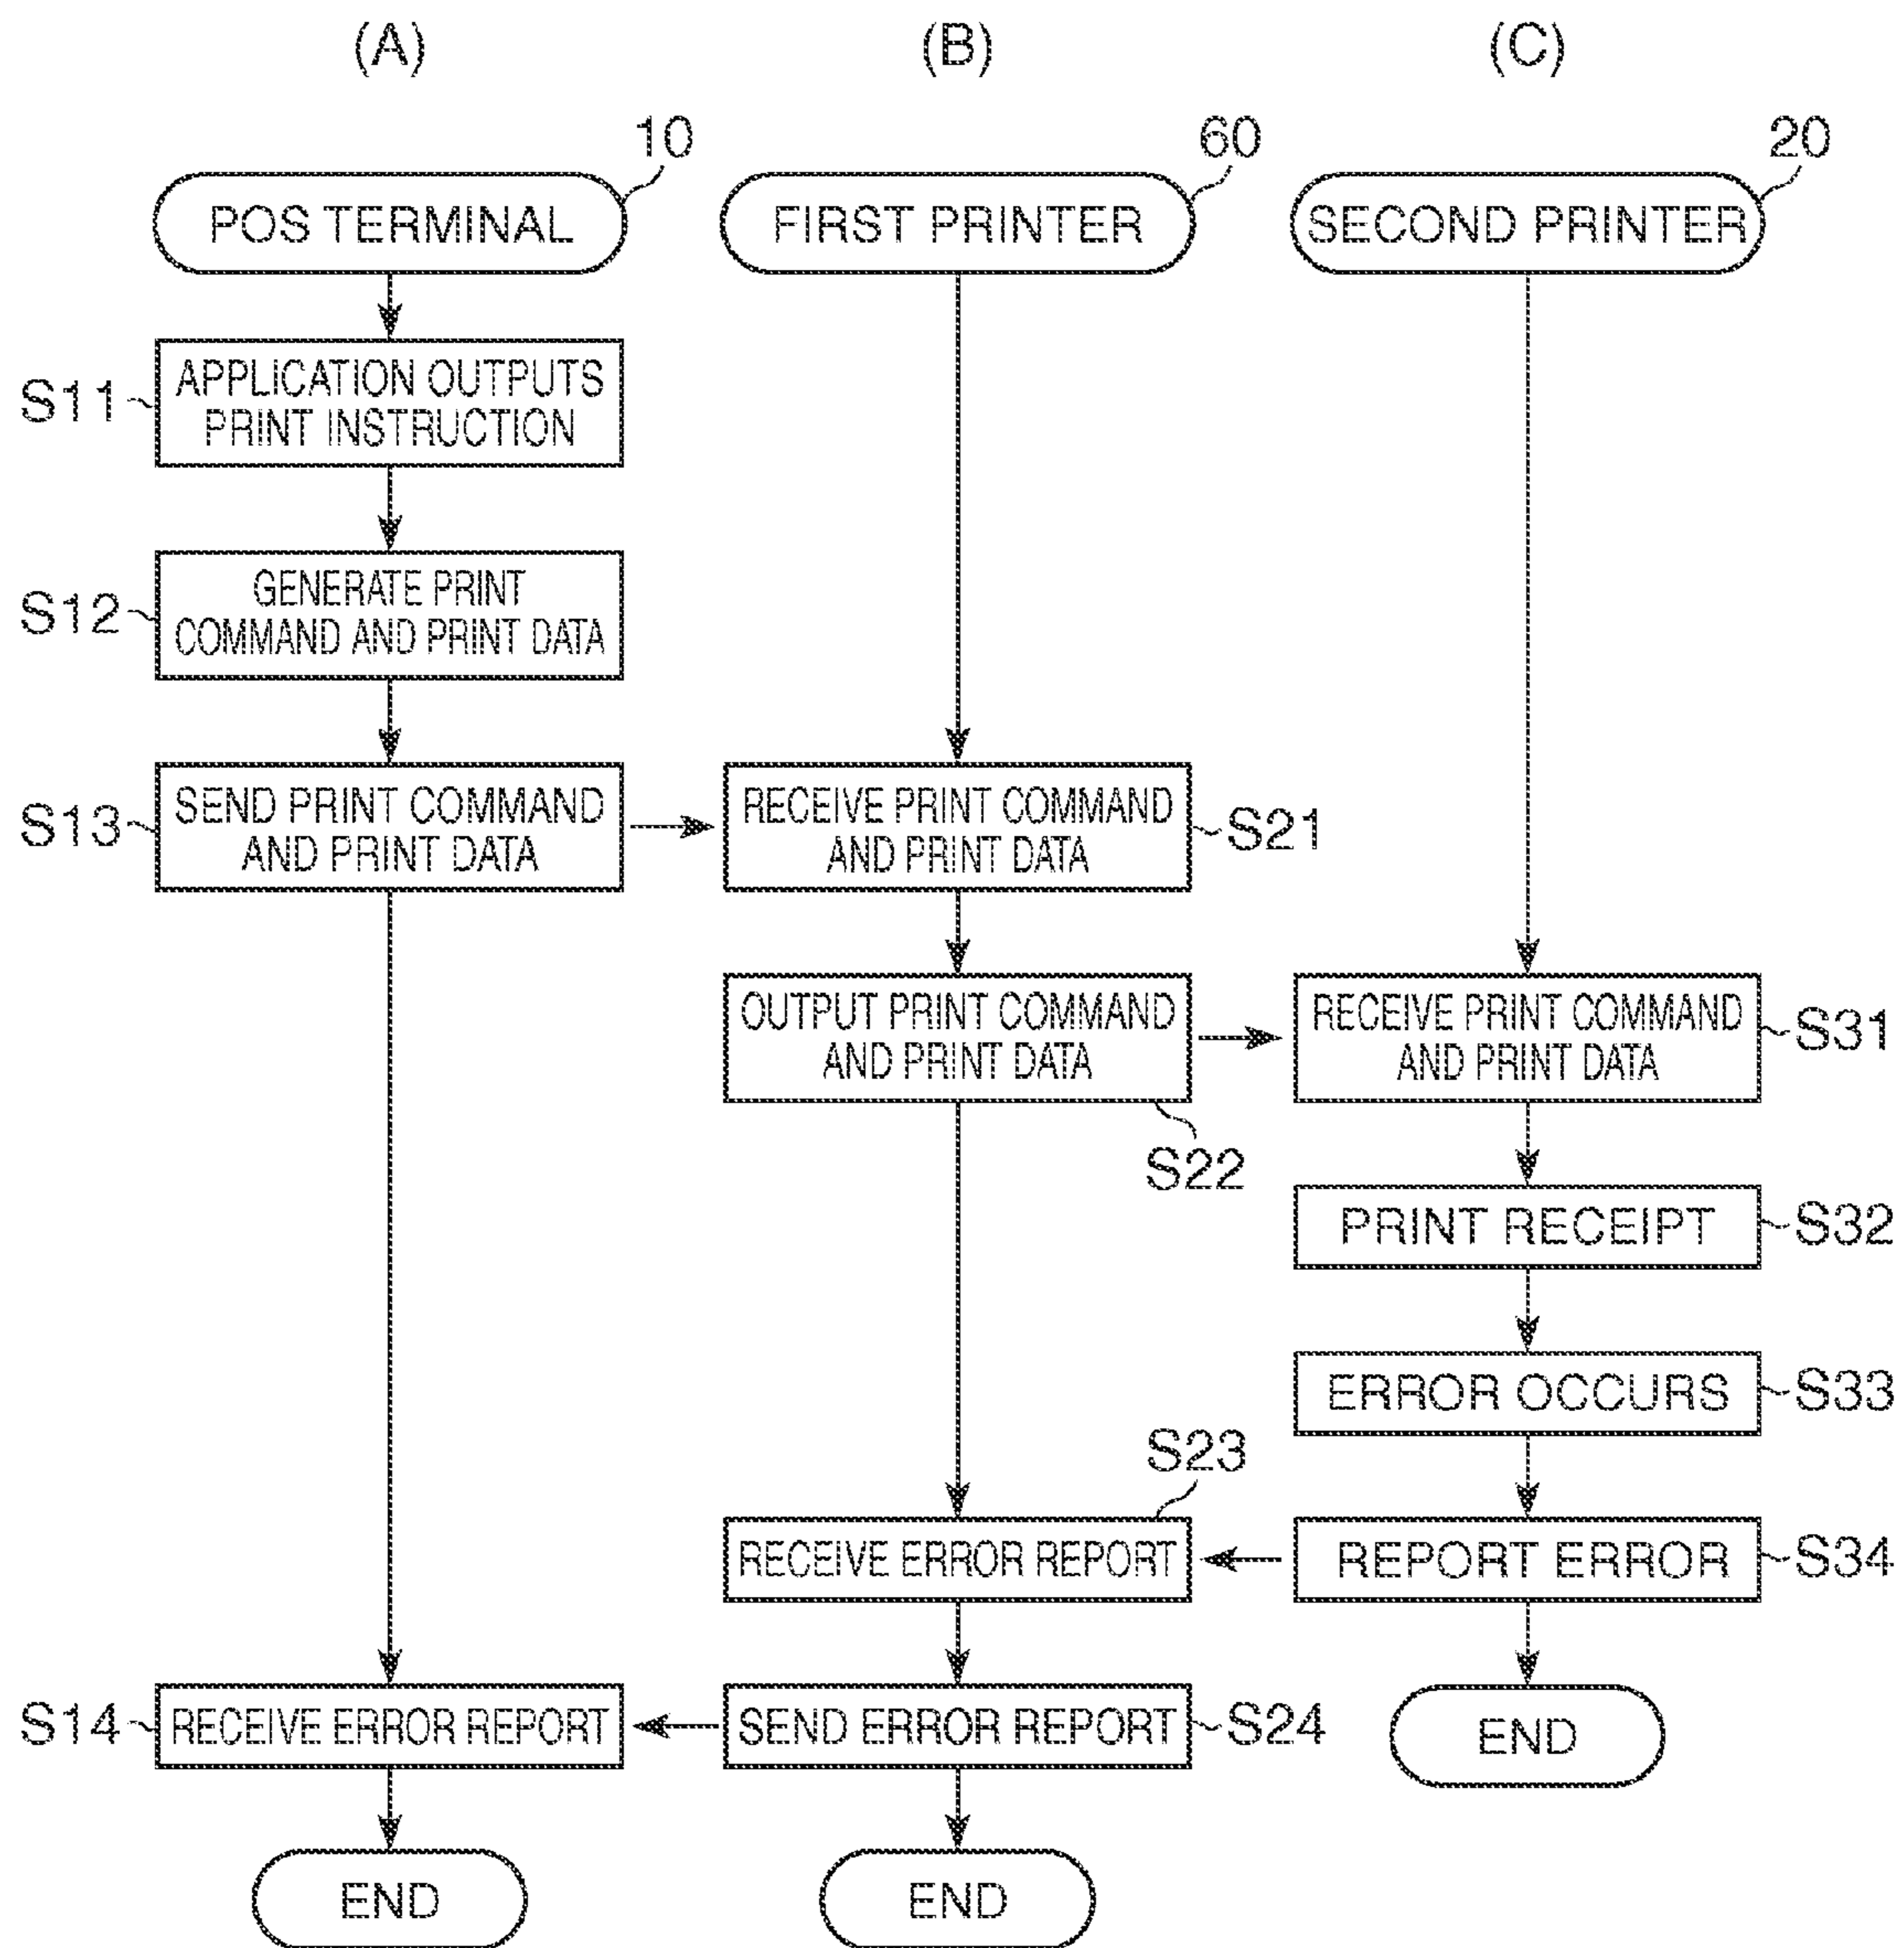 (A)
(B)
(C)
10
60
20
POS TERMINAL
FIRST PRINTER
SECOND PRINTER
S11
APPLICATION OUTPUTS
PRINT INSTRUCTION
S12
GENERATE PRINT
COMMAND AND PRINT DATA
S13
SEND PRINT COMMAND
AND PRINT DATA
RECEIVE PRINT COMMAND
AND PRINT DATA
S21
OUTPUT PRINT COMMAND
AND PRINT DATA
S22
RECEIVE PRINT COMMAND
AND PRINT DATA
S31
PRINT RECEIPT
S32
ERROR OCCURS
S33
S23
RECEIVE ERROR REPORT
REPORT ERROR
S34
S14
RECEIVE ERROR REPORT
SEND ERROR REPORT
S24
END
END
END